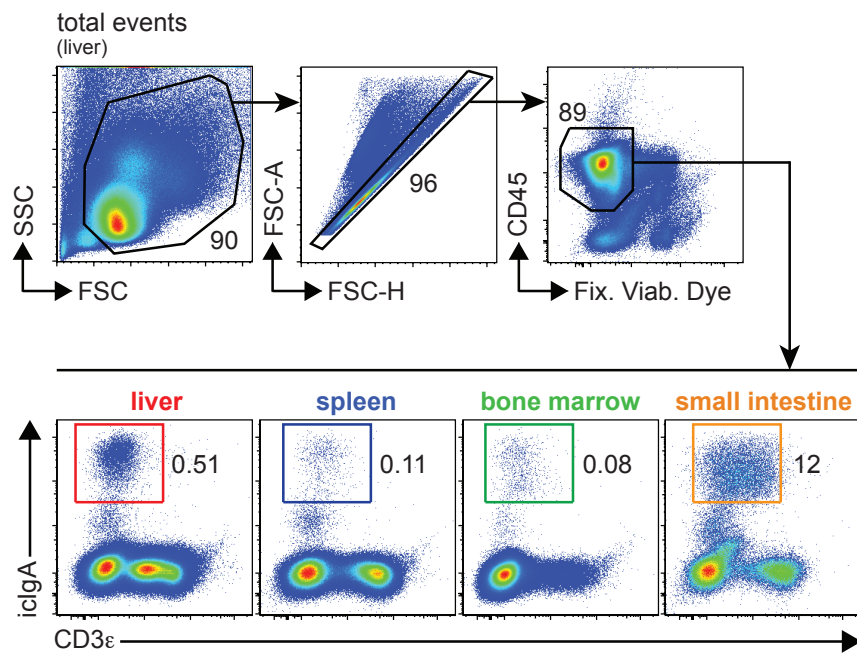 total events
(liver)
SSC
90
FSC
FSC-A
96
FSC-H
89
CD45
Fix. Viab. Dye
liver
spleen
bone marrow
small intestine
icIgA
0.51
0.11
0.08
12
CD3ε